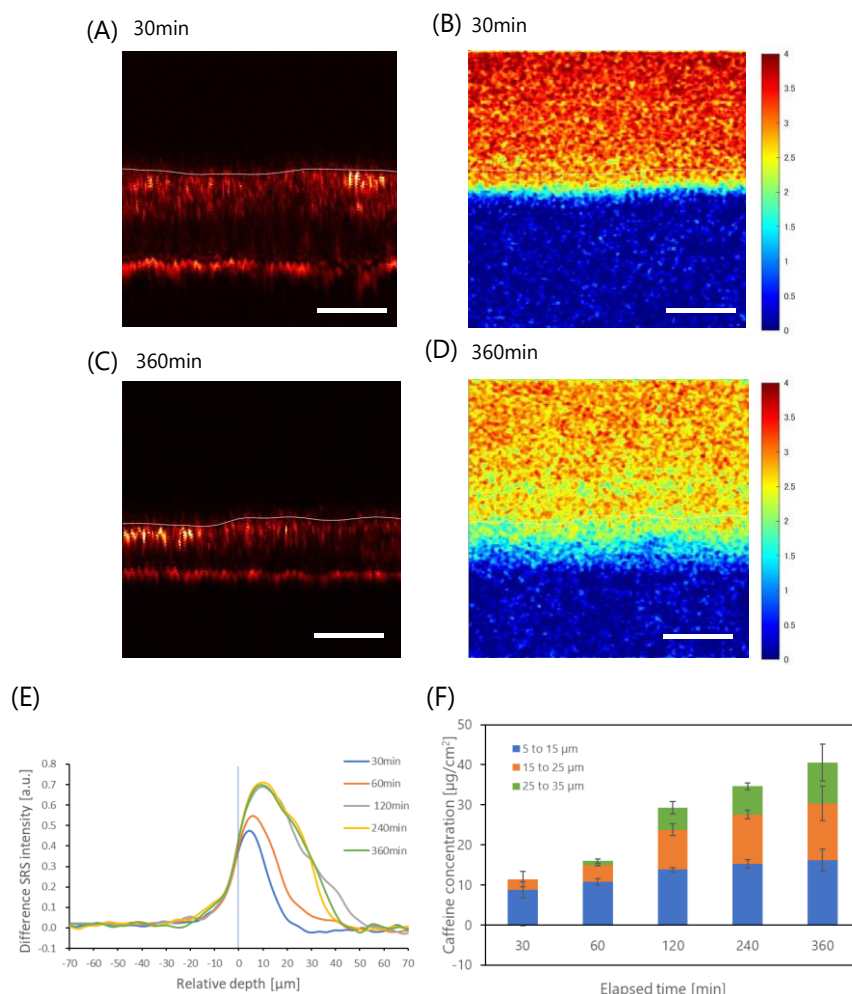 (A) 30min
(B) 30min
4
3.5
3
2.5
2
1.5
1
0.5
0
(C) 360min
(D) 360min
4
3.5
3
2.5
2
1.5
1
0.5
0
(E)
Difference SRS intensity [a.u.]
0.8
0.7
0.6
0.5
0.4
0.3
0.2
0.1
0.0
-0.1
-70 -60 -50 -40 -30 -20 -10 0 10 20 30 40 50 60 70
Relative depth [µm]
30min
60min
120min
240min
360min
(F)
Caffeine concentration [µg/cm²]
50
40
30
20
10
0
-10
5 to 15 µm
15 to 25 µm
25 to 35 µm
30 60 120 240 360
Elapsed time [min]